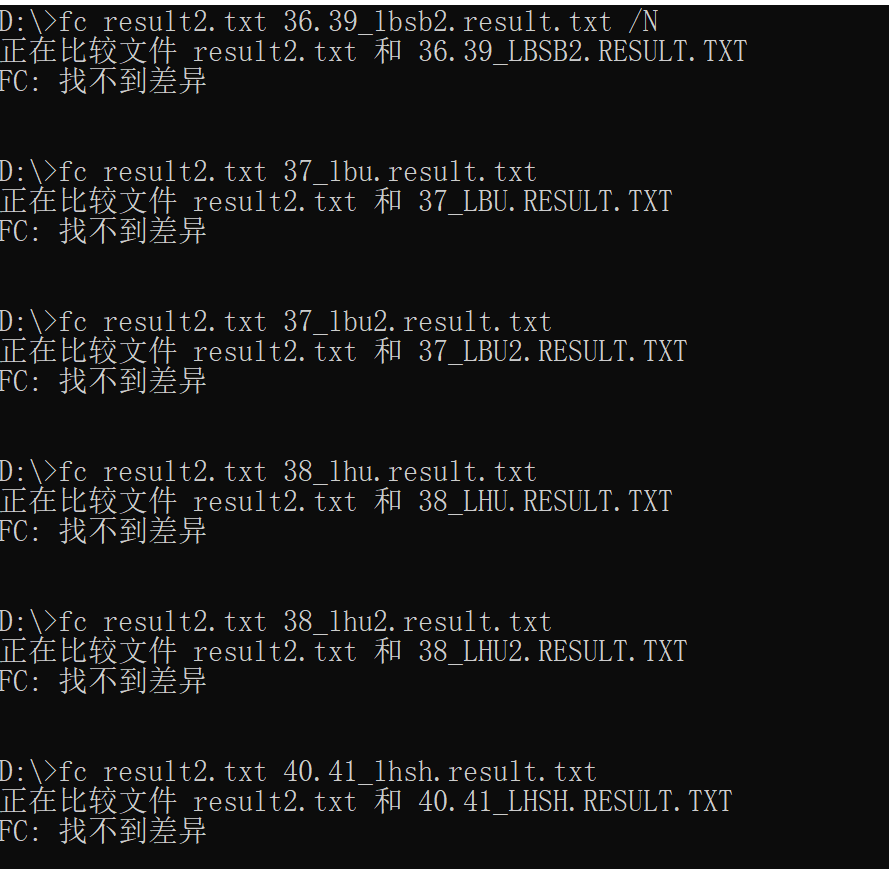 D:\>fc result2.txt 36.39_lbsb2.result.txt /N
正在比较文件 result2.txt 和 36.39_LBSB2.RESULT.TXT
FC: 找不到差异
D:\>fc result2.txt 37_lbu.result.txt
正在比较文件 result2.txt 和 37_LBU.RESULT.TXT
FC: 找不到差异
D:\>fc result2.txt 37_lbu2.result.txt
正在比较文件 result2.txt 和 37_LBU2.RESULT.TXT
FC: 找不到差异
D:\>fc result2.txt 38_lhu.result.txt
正在比较文件 result2.txt 和 38_LHU.RESULT.TXT
FC: 找不到差异
D:\>fc result2.txt 38_lhu2.result.txt
正在比较文件 result2.txt 和 38_LHU2.RESULT.TXT
FC: 找不到差异
D:\>fc result2.txt 40.41_lhsh.result.txt
正在比较文件 result2.txt 和 40.41_LHSH.RESULT.TXT
FC: 找不到差异